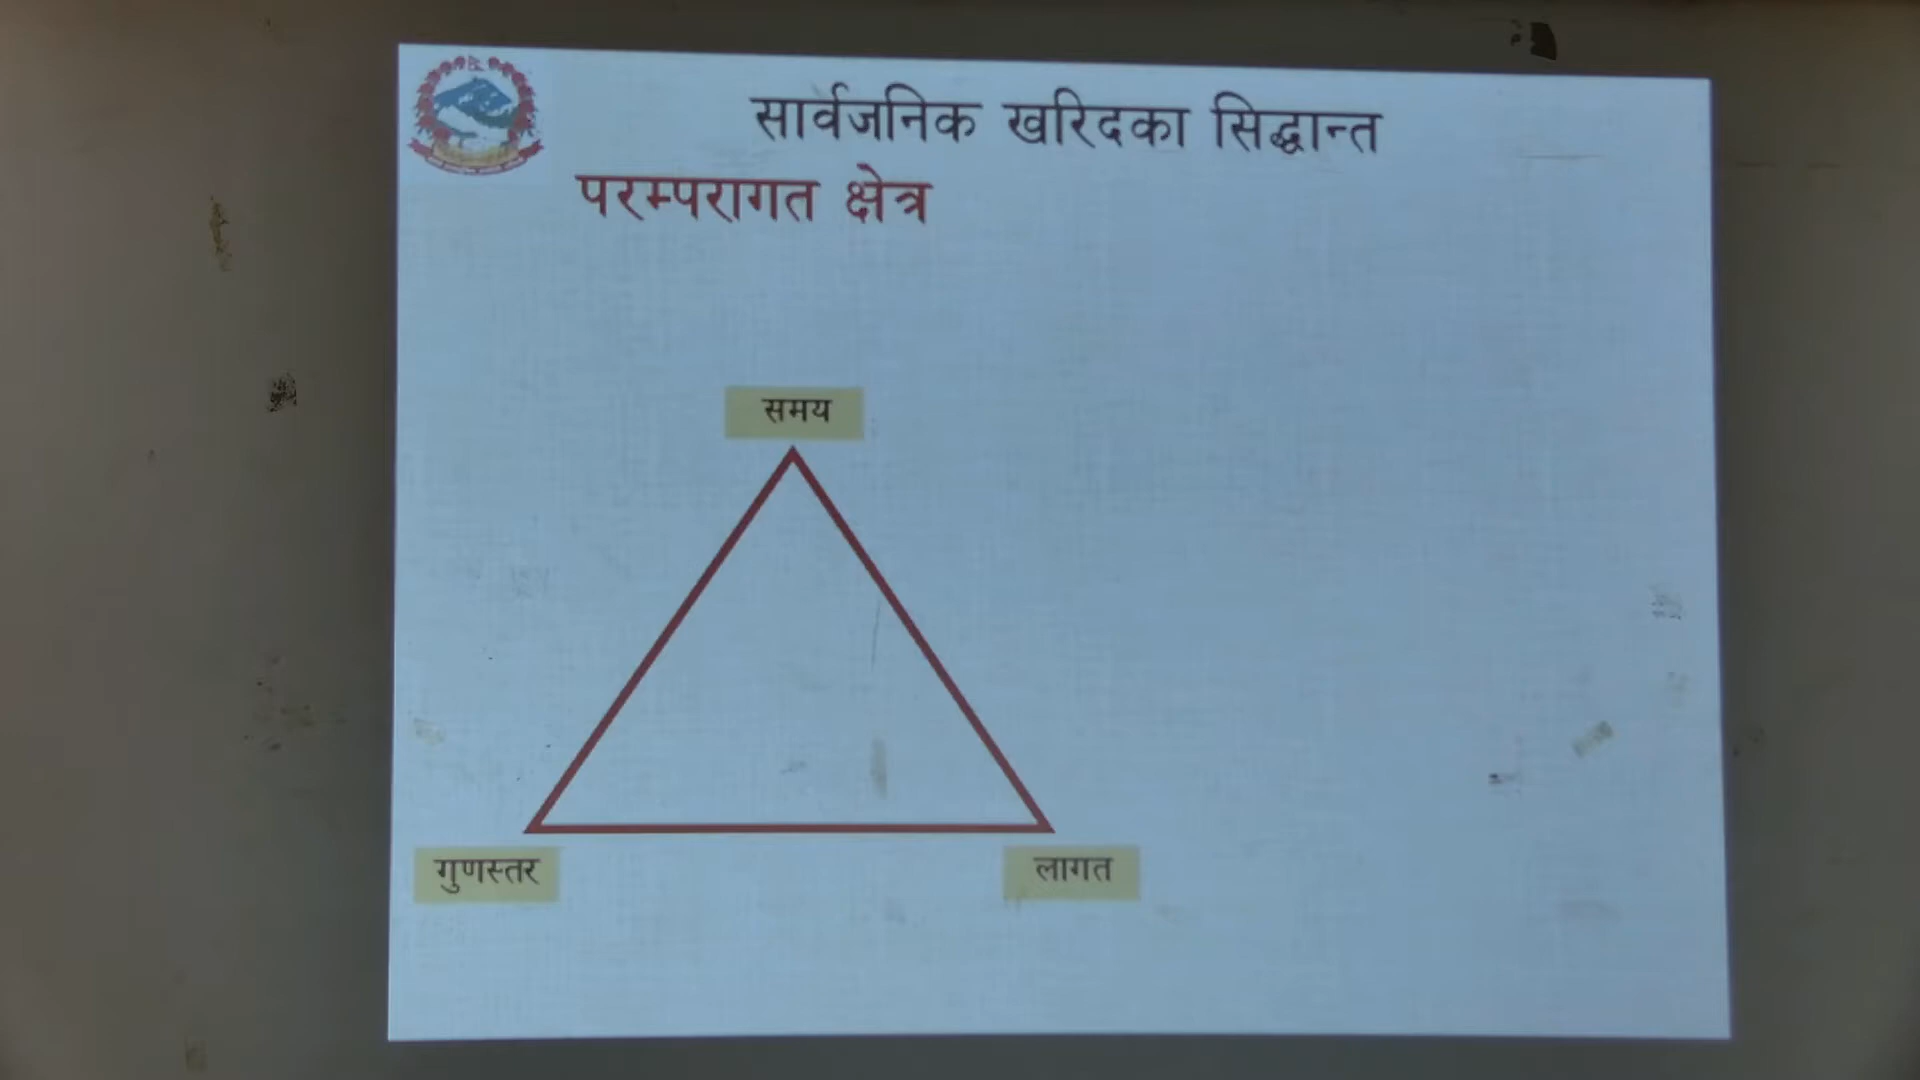 सार्वजनिक खरिदका सिद्धान्त
परम्परागत क्षेत्र
समय
गुणस्तर
लागत